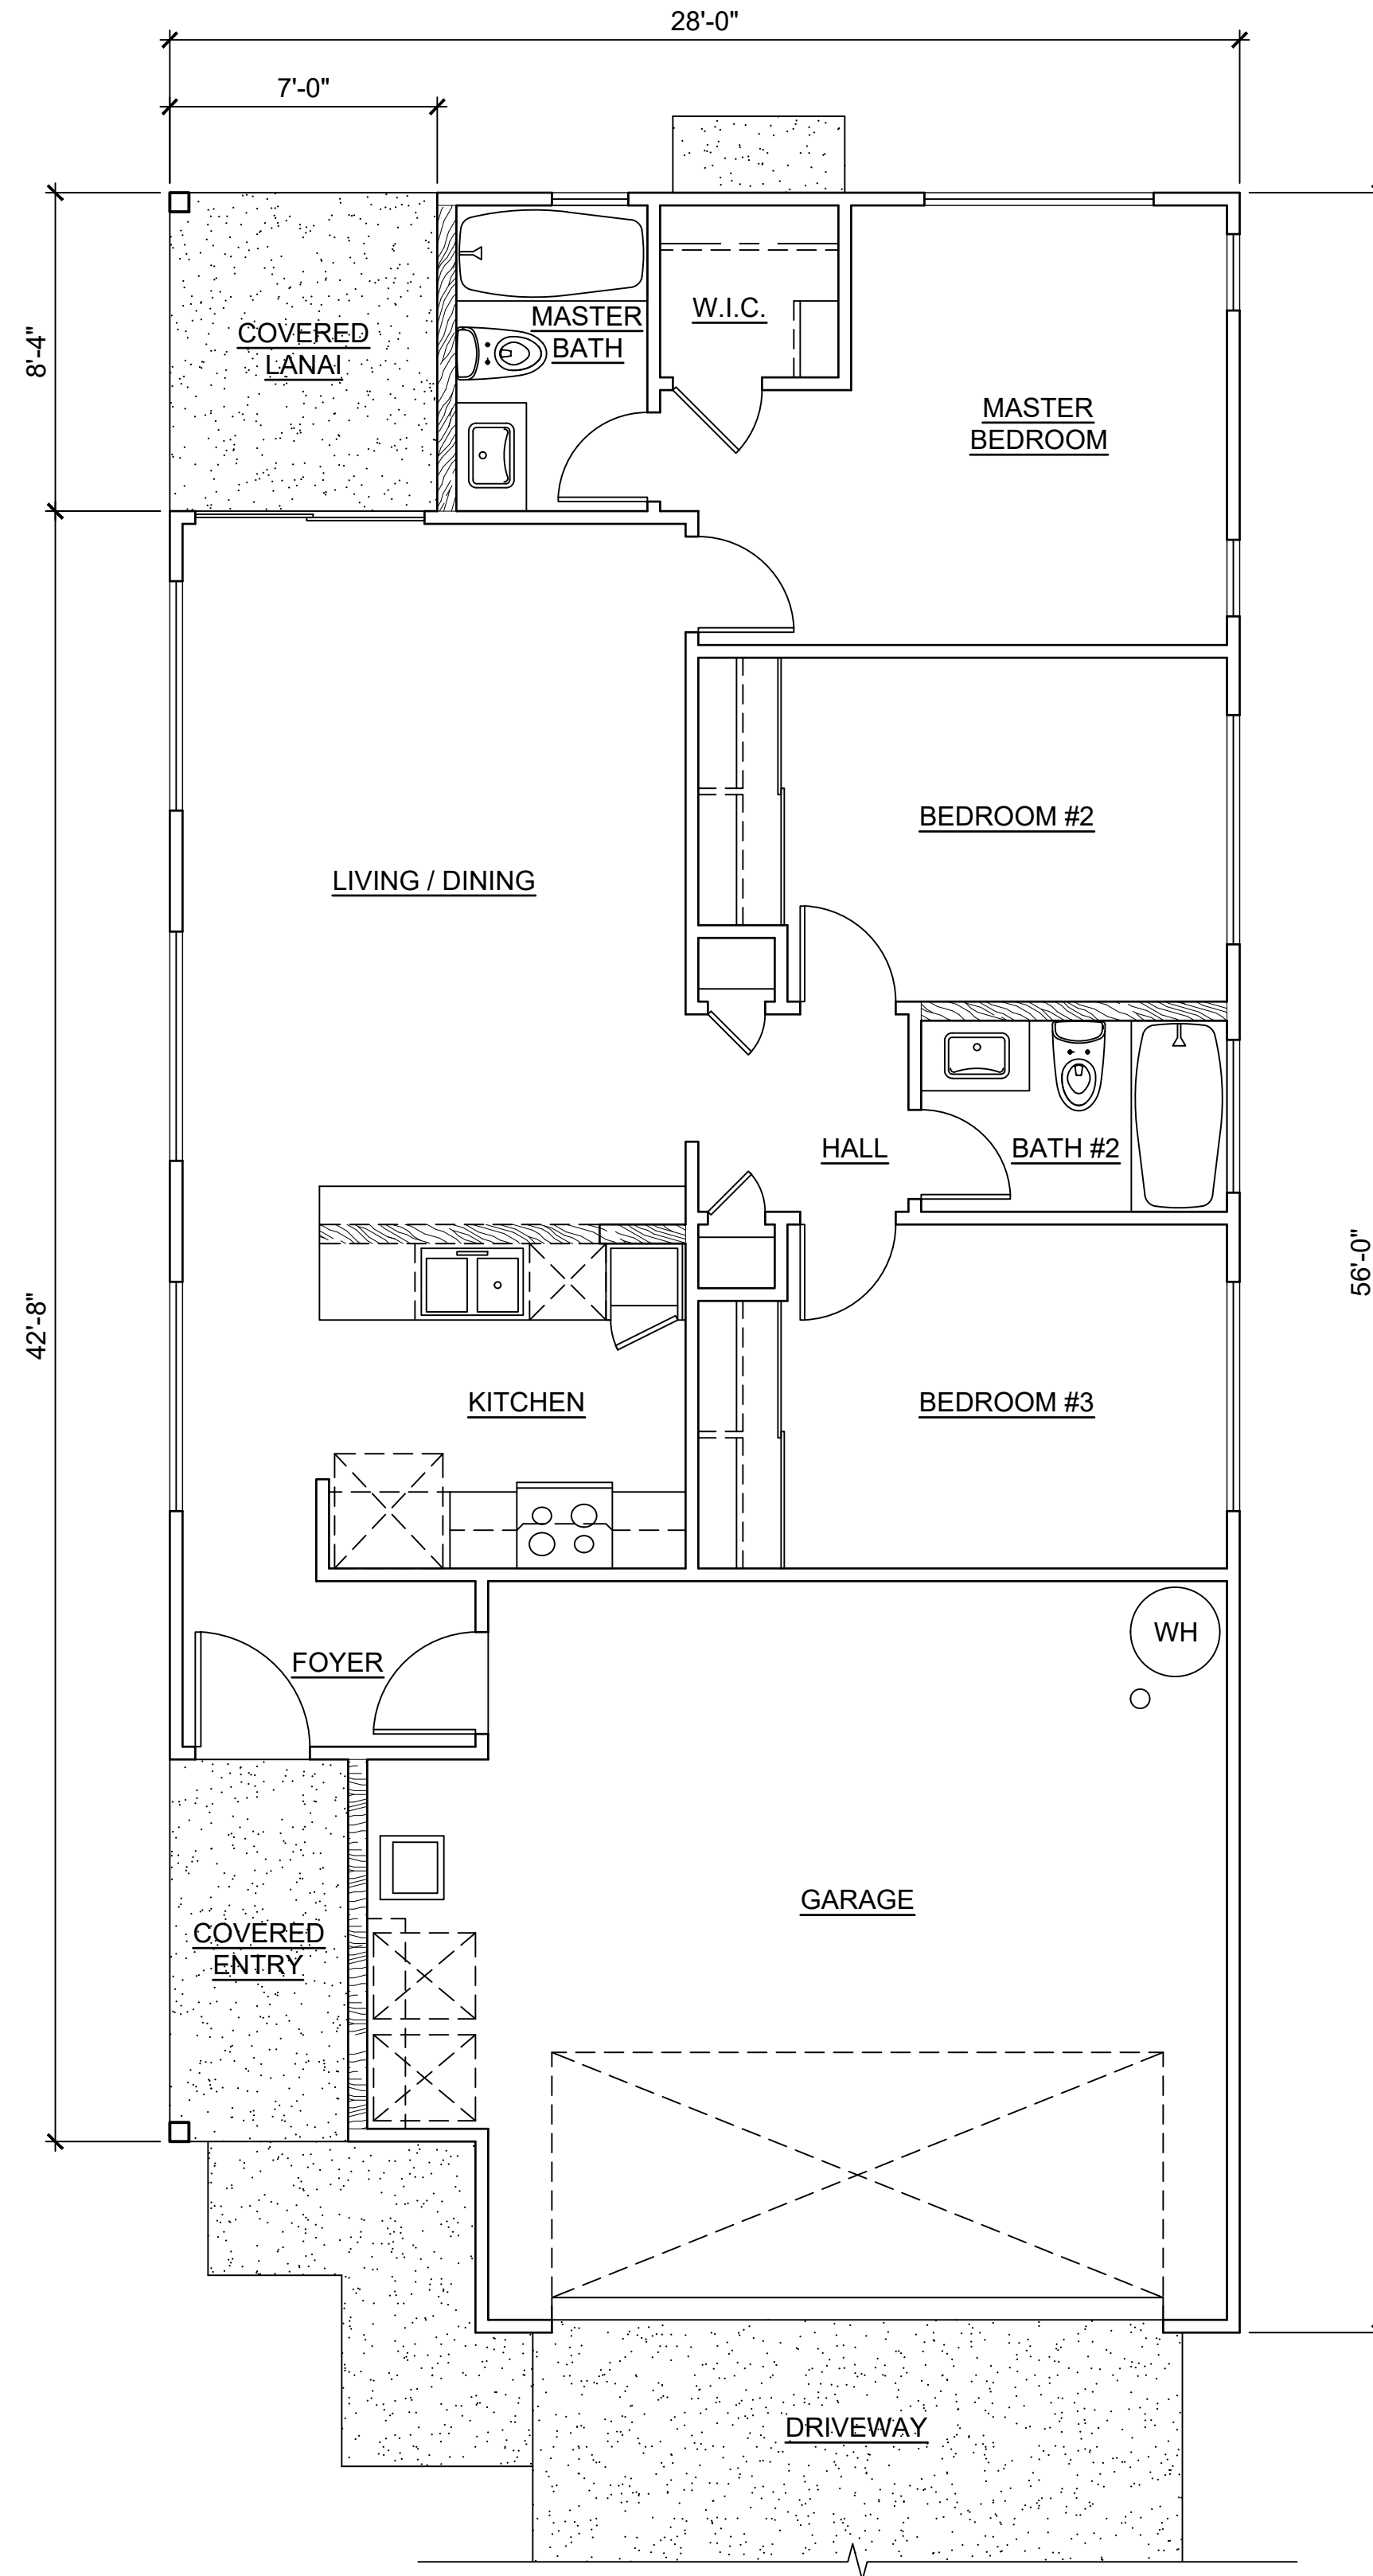 28'-0"
7'-0"
8'-4"
COVERED
LANAI
MASTER
BATH
W.I.C.
MASTER
BEDROOM
BEDROOM #2
LIVING / DINING
HALL
BATH #2
56'-0"
42'-8"
KITCHEN
BEDROOM #3
WH
FOYER
GARAGE
COVERED
ENTRY
DRIVEWAY